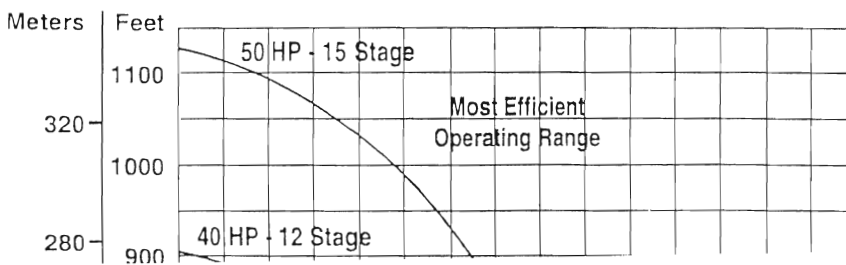 Meters Feet
50 HP - 15 Stage
1100
Most Efficient
320
Operating Range
1000
40 HP - 12 Stage
280
900